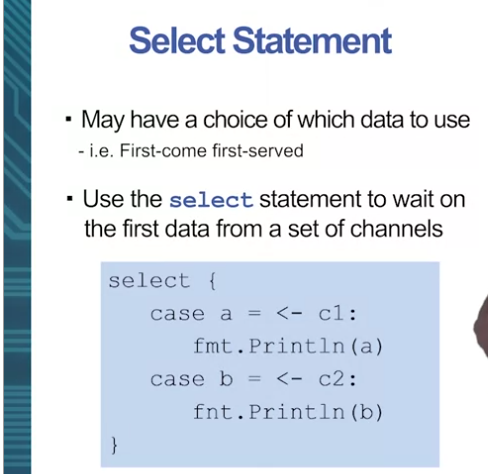 Select Statement
▪ May have a choice of which data to use
- i.e. First-come first-served
▪ Use the select statement to wait on
the first data from a set of channels
select {
   case a = <- c1:
      fmt.Println(a)
   case b = <- c2:
      fnt.Println(b)
}